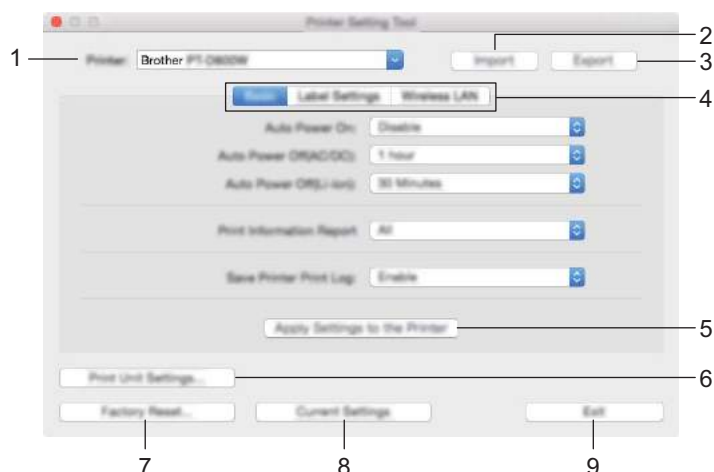 Printer Setting Tool
1
Printer: Brother PT-D800W
Import
Export
2
3
Basic
Label Settings
Wireless LAN
4
Auto Power On: Disable
Auto Power Off(AC/DC): 1 hour
Auto Power Off(Li-ion): 30 Minutes
Print Information Report: All
Save Printer Print Log: Enable
Apply Settings to the Printer
5
Print Unit Settings...
6
Factory Reset...
Current Settings
Exit
7
8
9